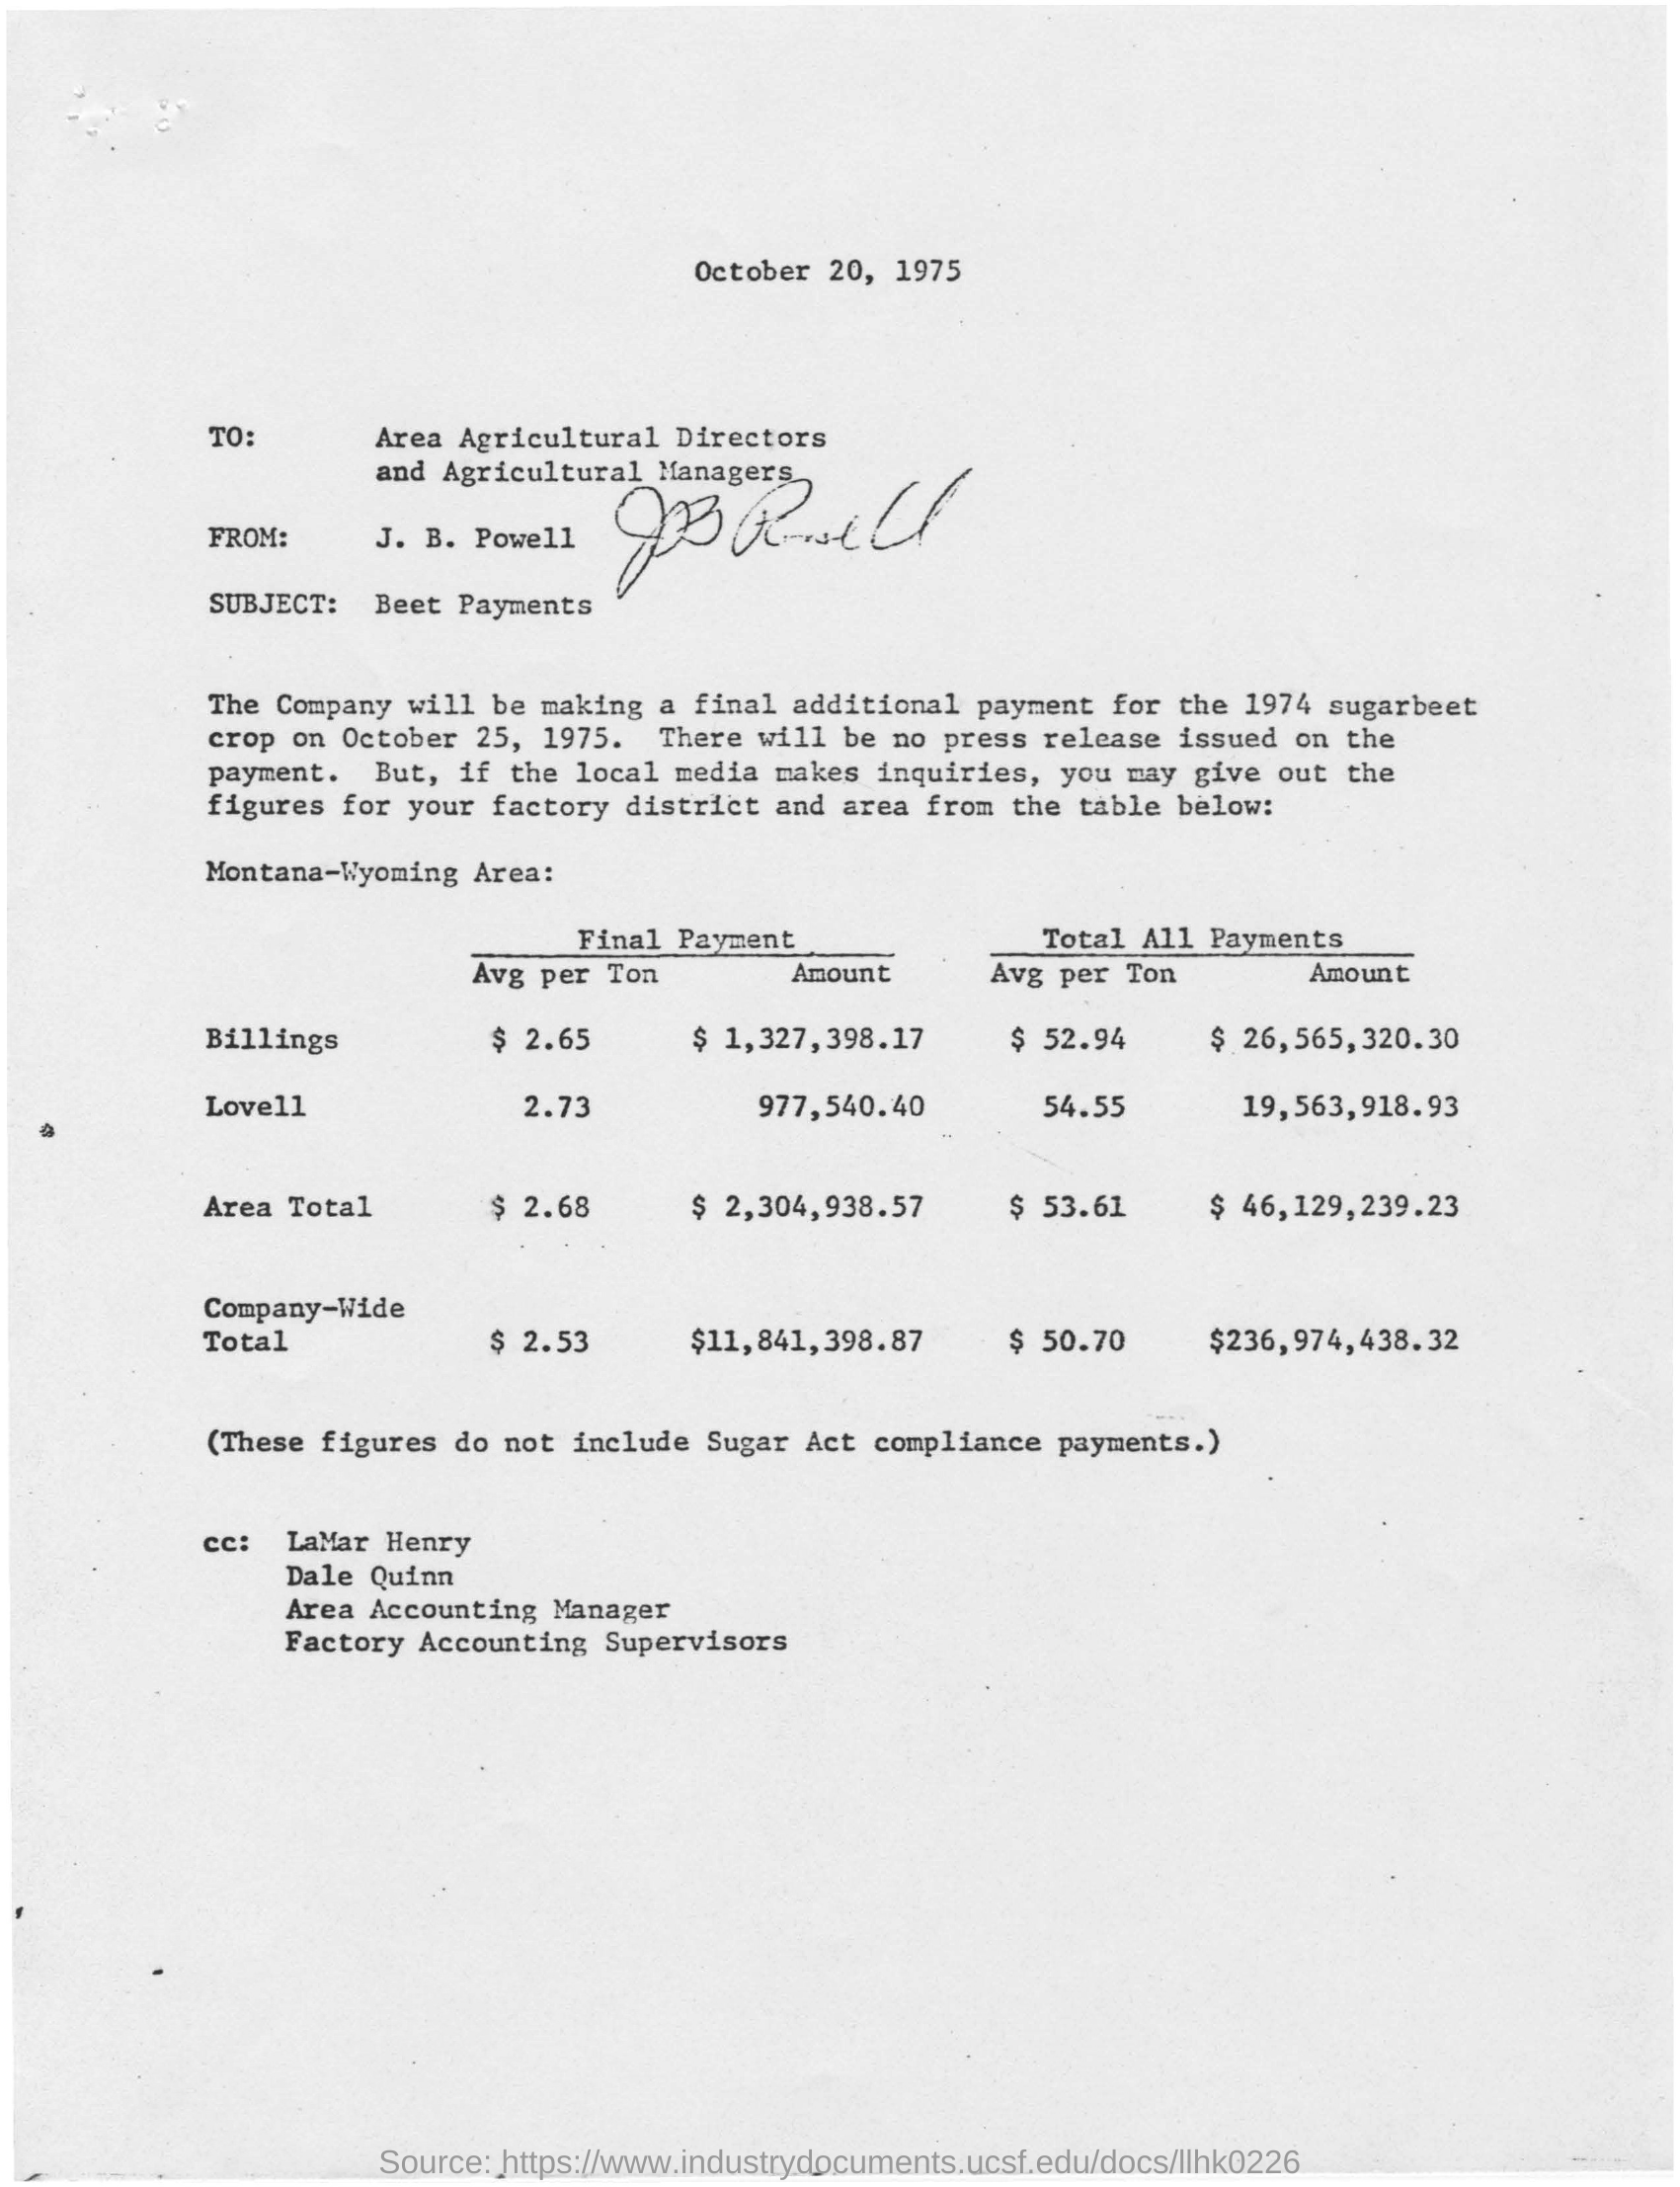 October 20, 1975
TO: Area Agricultural Directors
and Agricultural Managers
FROM: J. B. Powell JB Powell
SUBJECT: Beet Payments
The Company will be making a final additional payment for the 1974 sugarbeet
crop on October 25, 1975. There will be no press release issued on the
payment. But, if the local media makes inquiries, you may give out the
figures for your factory district and area from the table below:
Montana-Wyoming Area:
Final Payment Total All Payments
Avg per Ton Amount Avg per Ton Amount
Billings $ 2.65 $ 1,327,398.17 $ 52.94 $ 26,565,320.30
Lovell 2.73 977,540.40 54.55 19,563,918.93
Area Total $ 2.68 $ 2,304,938.57 $ 53.61 $ 46,129,239.23
Company-Wide
Total $ 2.53 $11,841,398.87 $ 50.70 $236,974,438.32
(These figures do not include Sugar Act compliance payments.)
cc: LaMar Henry
Dale Quinn
Area Accounting Manager
Factory Accounting Supervisors
Source: https://www.industrydocuments.ucsf.edu/docs/llhk0226